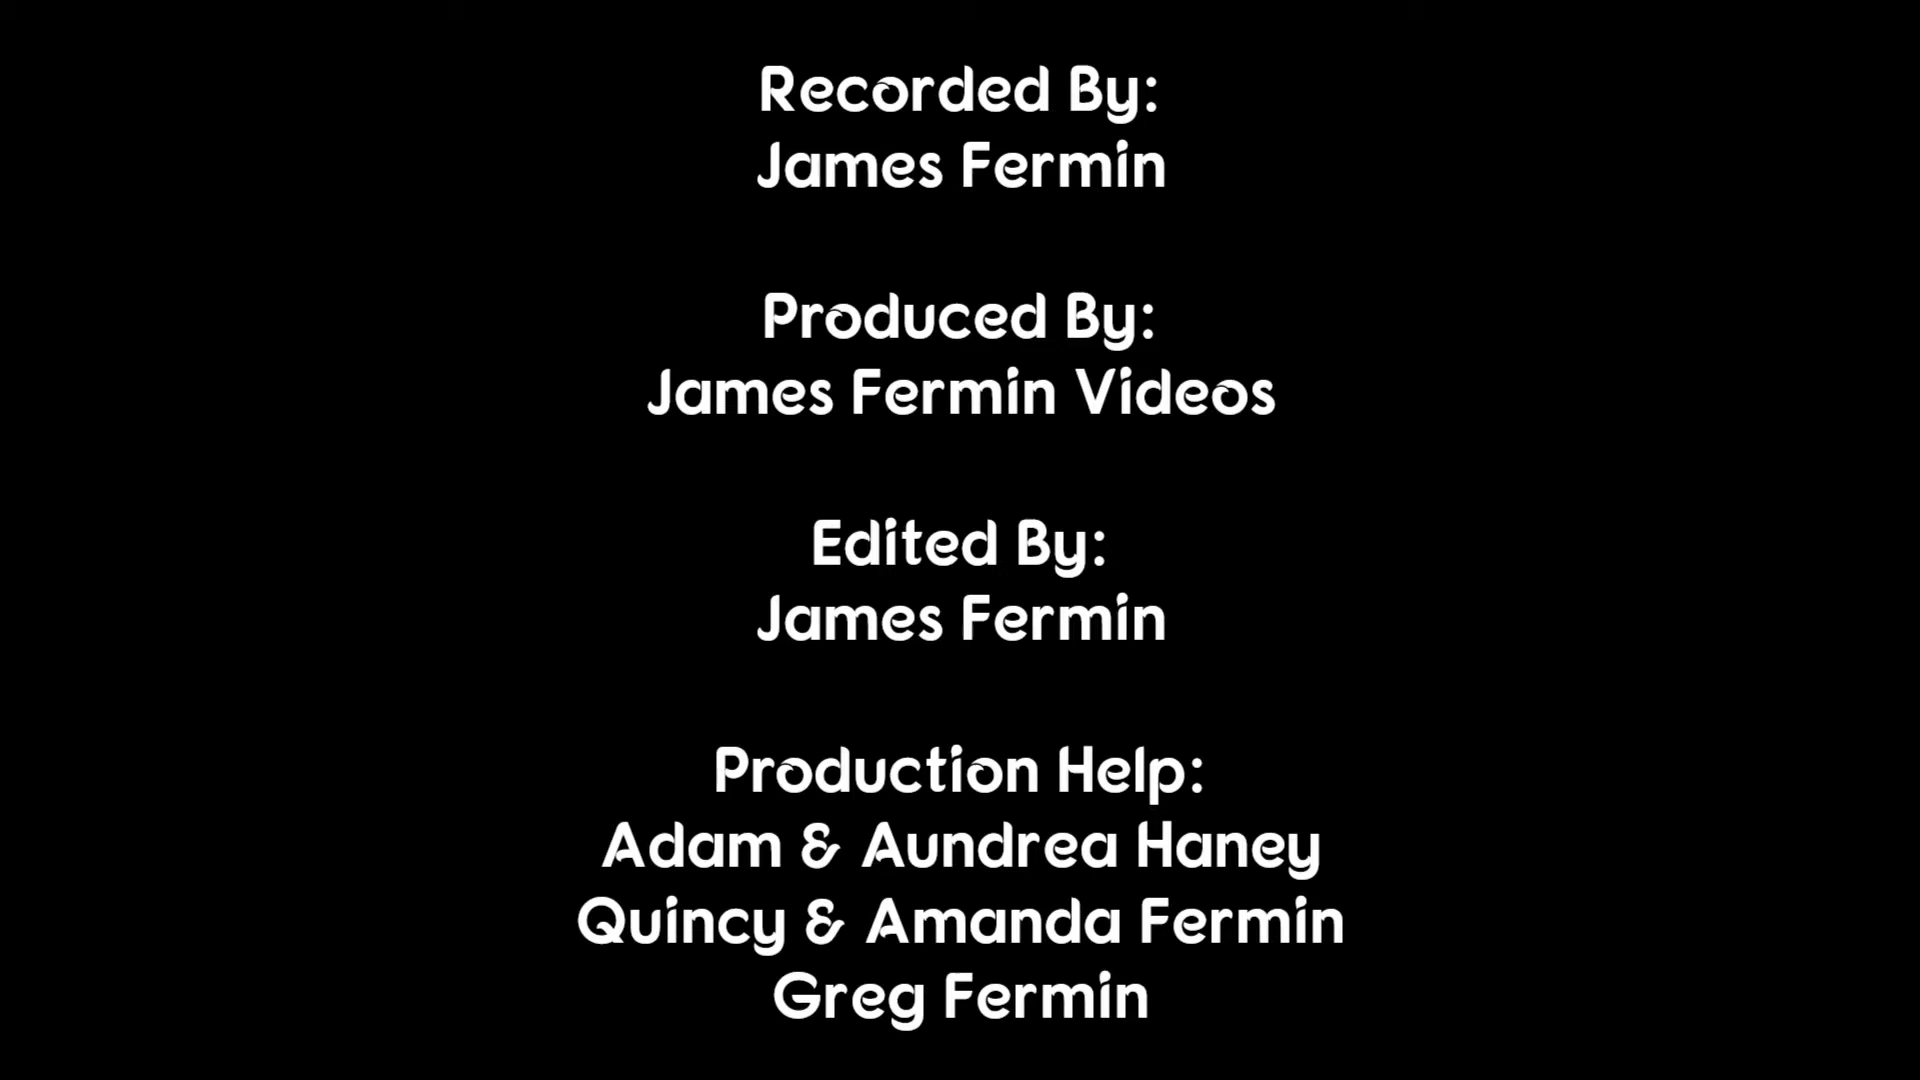 Recorded By:
James Fermin
Produced By:
James Fermin Videos
Edited By:
James Fermin
Production Help:
Adam & Aundrea Haney
Quincy & Amanda Fermin
Greg Fermin